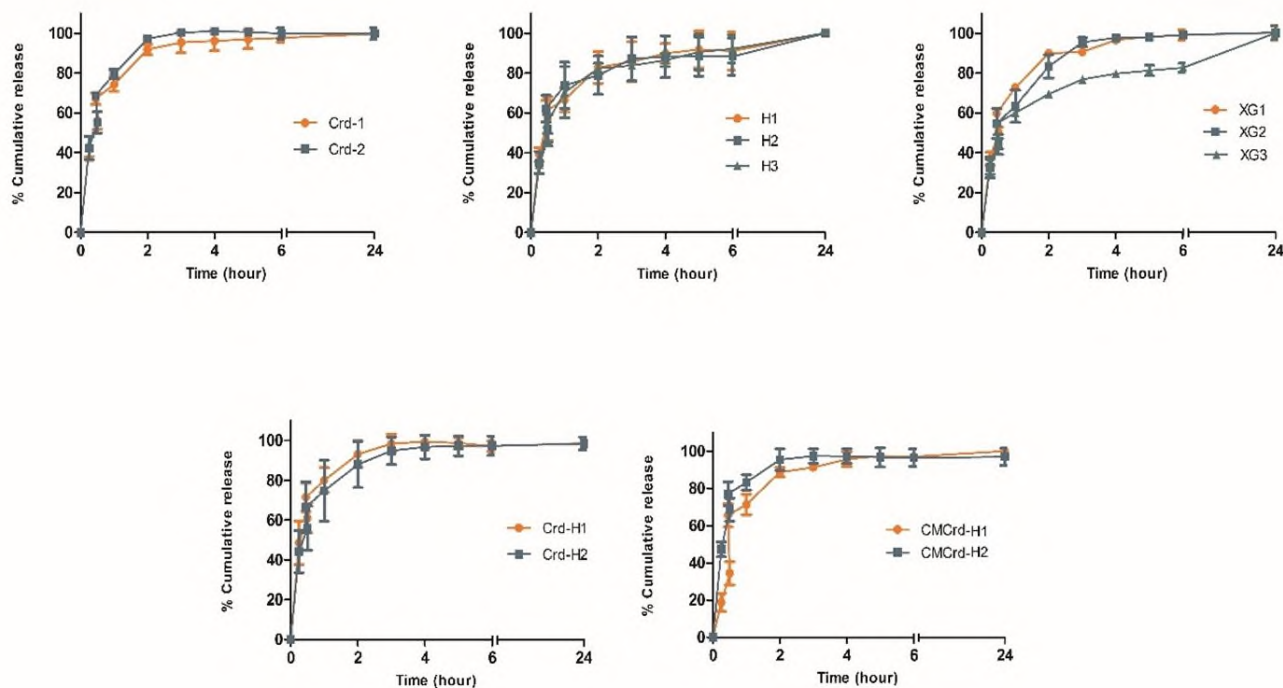 % Cumulative release
100
80
60
40
20
0
0 2 4 6 24
Time (hour)
Crd-1
Crd-2
% Cumulative release
100
80
60
40
20
0
0 2 4 6 24
Time (hour)
H1
H2
H3
% Cumulative release
100
80
60
40
20
0
0 2 4 6 24
Time (hour)
XG1
XG2
XG3
% Cumulative release
100
80
60
40
20
0
0 2 4 6 24
Time (hour)
Crd-H1
Crd-H2
% Cumulative release
100
80
60
40
20
0
0 2 4 6 24
Time (hour)
CMCrd-H1
CMCrd-H2